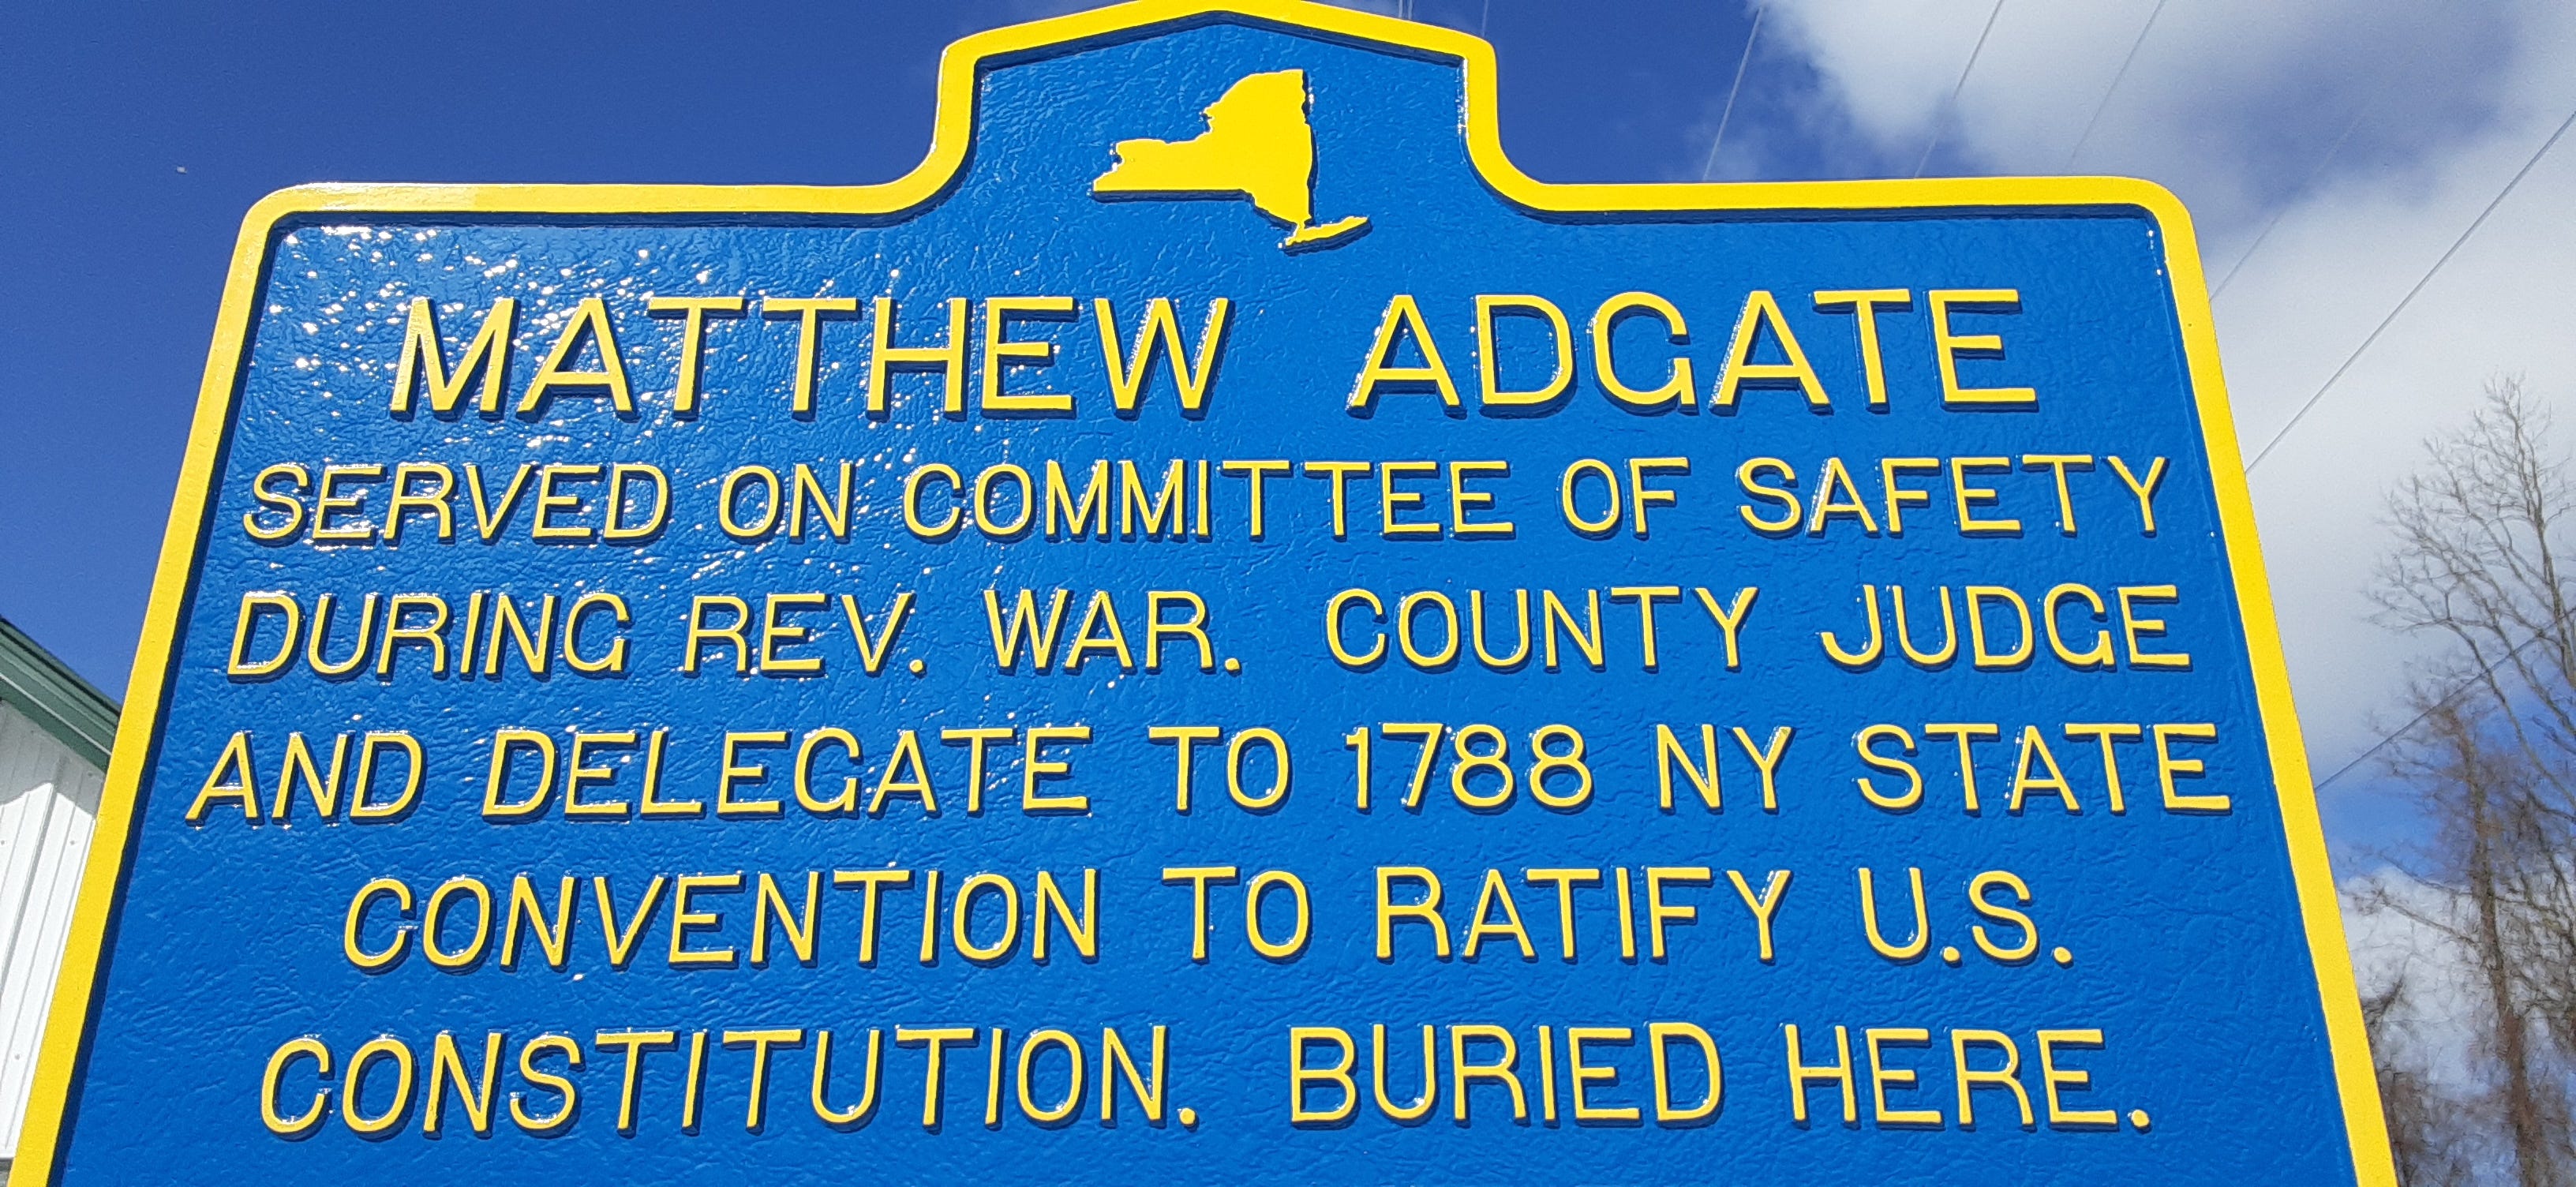 MATTHEW ADGATE
SERVED ON COMMITTEE OF SAFETY
DURING REV. WAR. COUNTY JUDGE
AND DELEGATE TO 1788 NY STATE
CONVENTION TO RATIFY U.S.
CONSTITUTION. BURIED HERE.